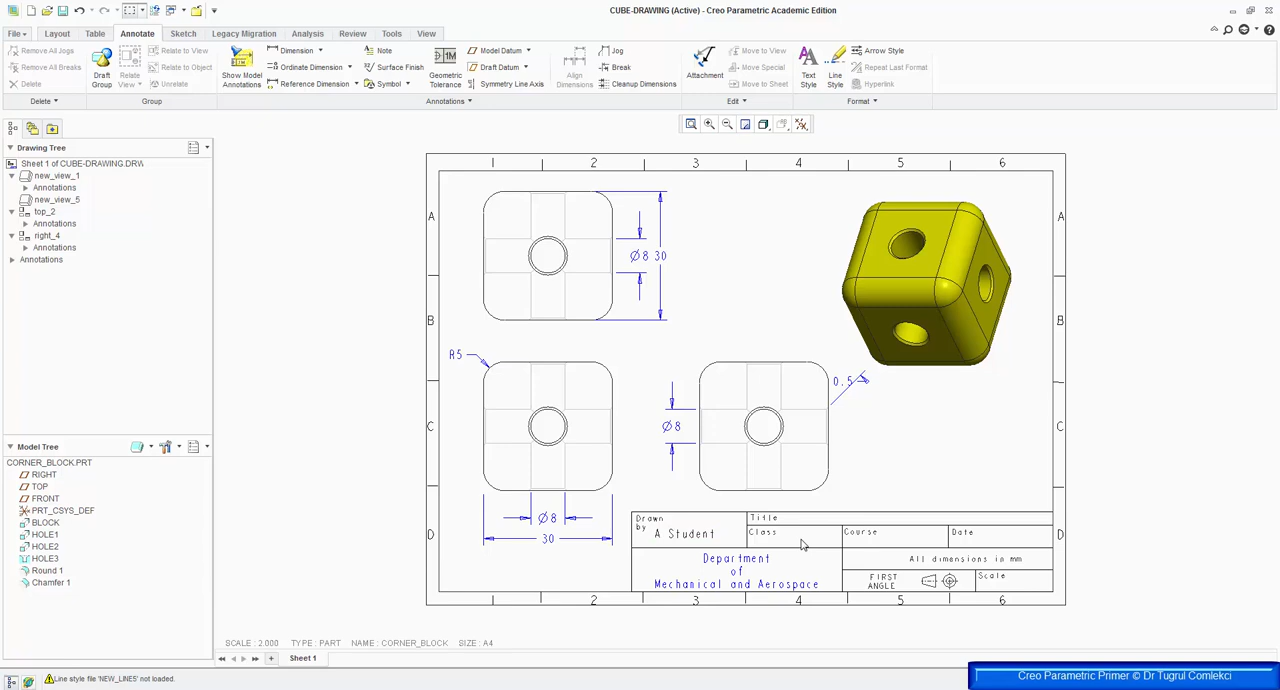 CUBE-DRAWING (Active) - Creo Parametric Academic Edition
File Layout Table Annotate Sketch Legacy Migration Analysis Review Tools View
Remove All Jogs
Remove All Breaks
Delete
Delete
Draft Group
Relate View
Relate to View
Relate to Object
Unrelate
Group
Show Model Annotations
Dimension
Ordinate Dimension
Reference Dimension
Note
Surface Finish
Symbol
Geometric Tolerance
Model Datum
Draft Datum
Symmetry Line Axis
Annotations
Align Dimensions
Jog
Break
Cleanup Dimensions
Attachment
Move to View
Move Special
Move to Sheet
Edit
Text Style
Line Style
Arrow Style
Repeat Last Format
Hyperlink
Format
Drawing Tree
Sheet 1 of CUBE-DRAWING.DRW
new_view_1
Annotations
new_view_5
top_2
Annotations
right_4
Annotations
Annotations
Model Tree
CORNER_BLOCK.PRT
RIGHT
TOP
FRONT
PRT_CSYS_DEF
BLOCK
HOLE1
HOLE2
HOLE3
Round 1
Chamfer 1
1 2 3 4 5 6
A A
B B
C C
D D
Ø8 30
R5
0.5
Ø8
Ø8
30
Drawn by A Student
Title
Class
Course
Date
Department
of
Mechanical and Aerospace
All dimensions in mm
FIRST ANGLE
Scale
1 2 3 4 5 6
SCALE : 2.000 TYPE : PART NAME : CORNER_BLOCK SIZE : A4
Sheet 1
Line style file 'NEW_LINES' not loaded.
Creo Parametric Primer © Dr Tugrul Comlekci